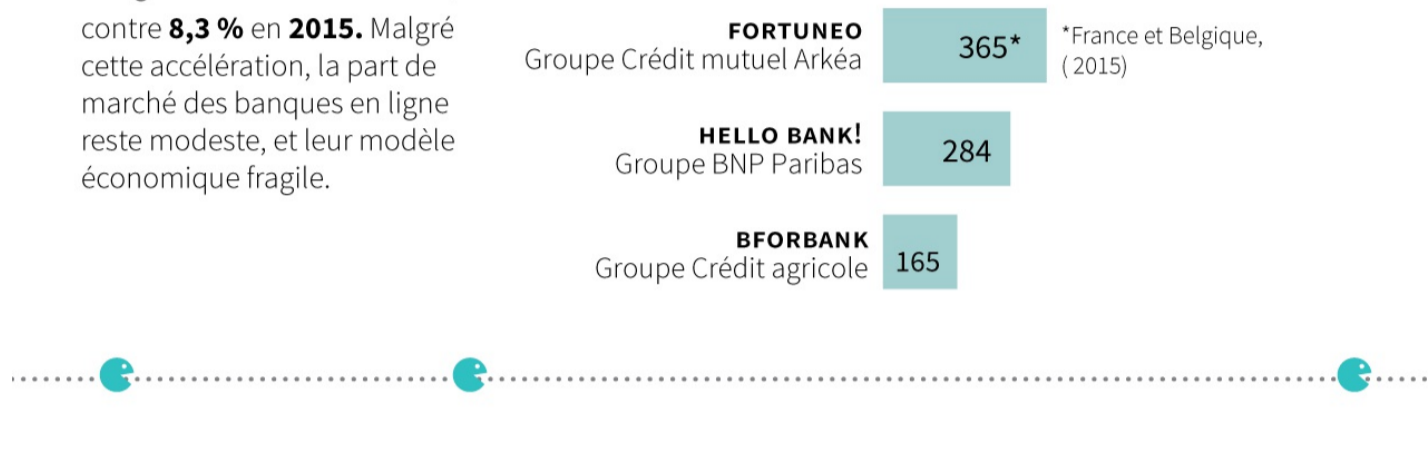 contre 8,3 % en 2015. Malgré
cette accélération, la part de
marché des banques en ligne
reste modeste, et leur modèle
économique fragile.
FORTUNEO
Groupe Crédit mutuel Arkéa
365*
*France et Belgique,
( 2015)
HELLO BANK!
Groupe BNP Paribas
284
BFORBANK
Groupe Crédit agricole
165